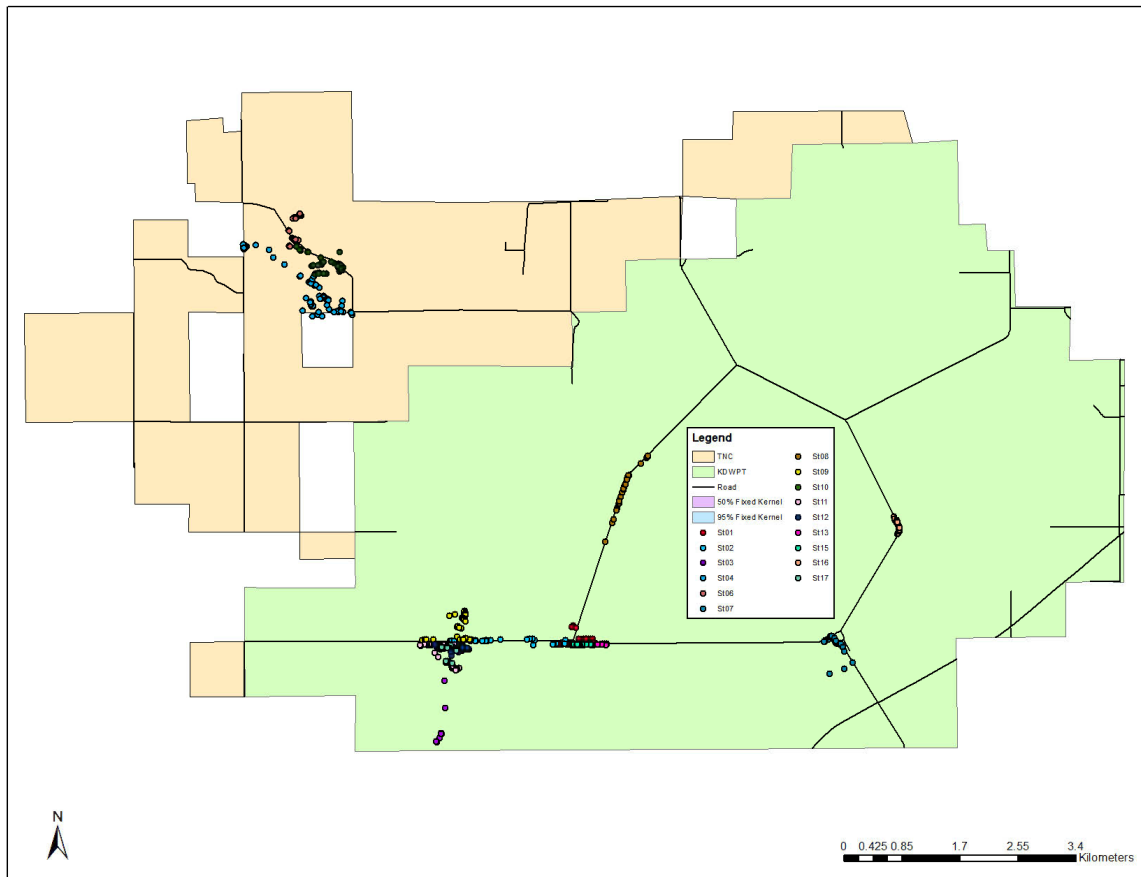 Legend
TNC
KDWPT
Road
50% Fixed Kernel
95% Fixed Kernel
St01
St02
St03
St04
St06
St07
St08
St09
St10
St11
St12
St13
St15
St16
St17
N
0 0.425 0.85 1.7 2.55 3.4
Kilometers